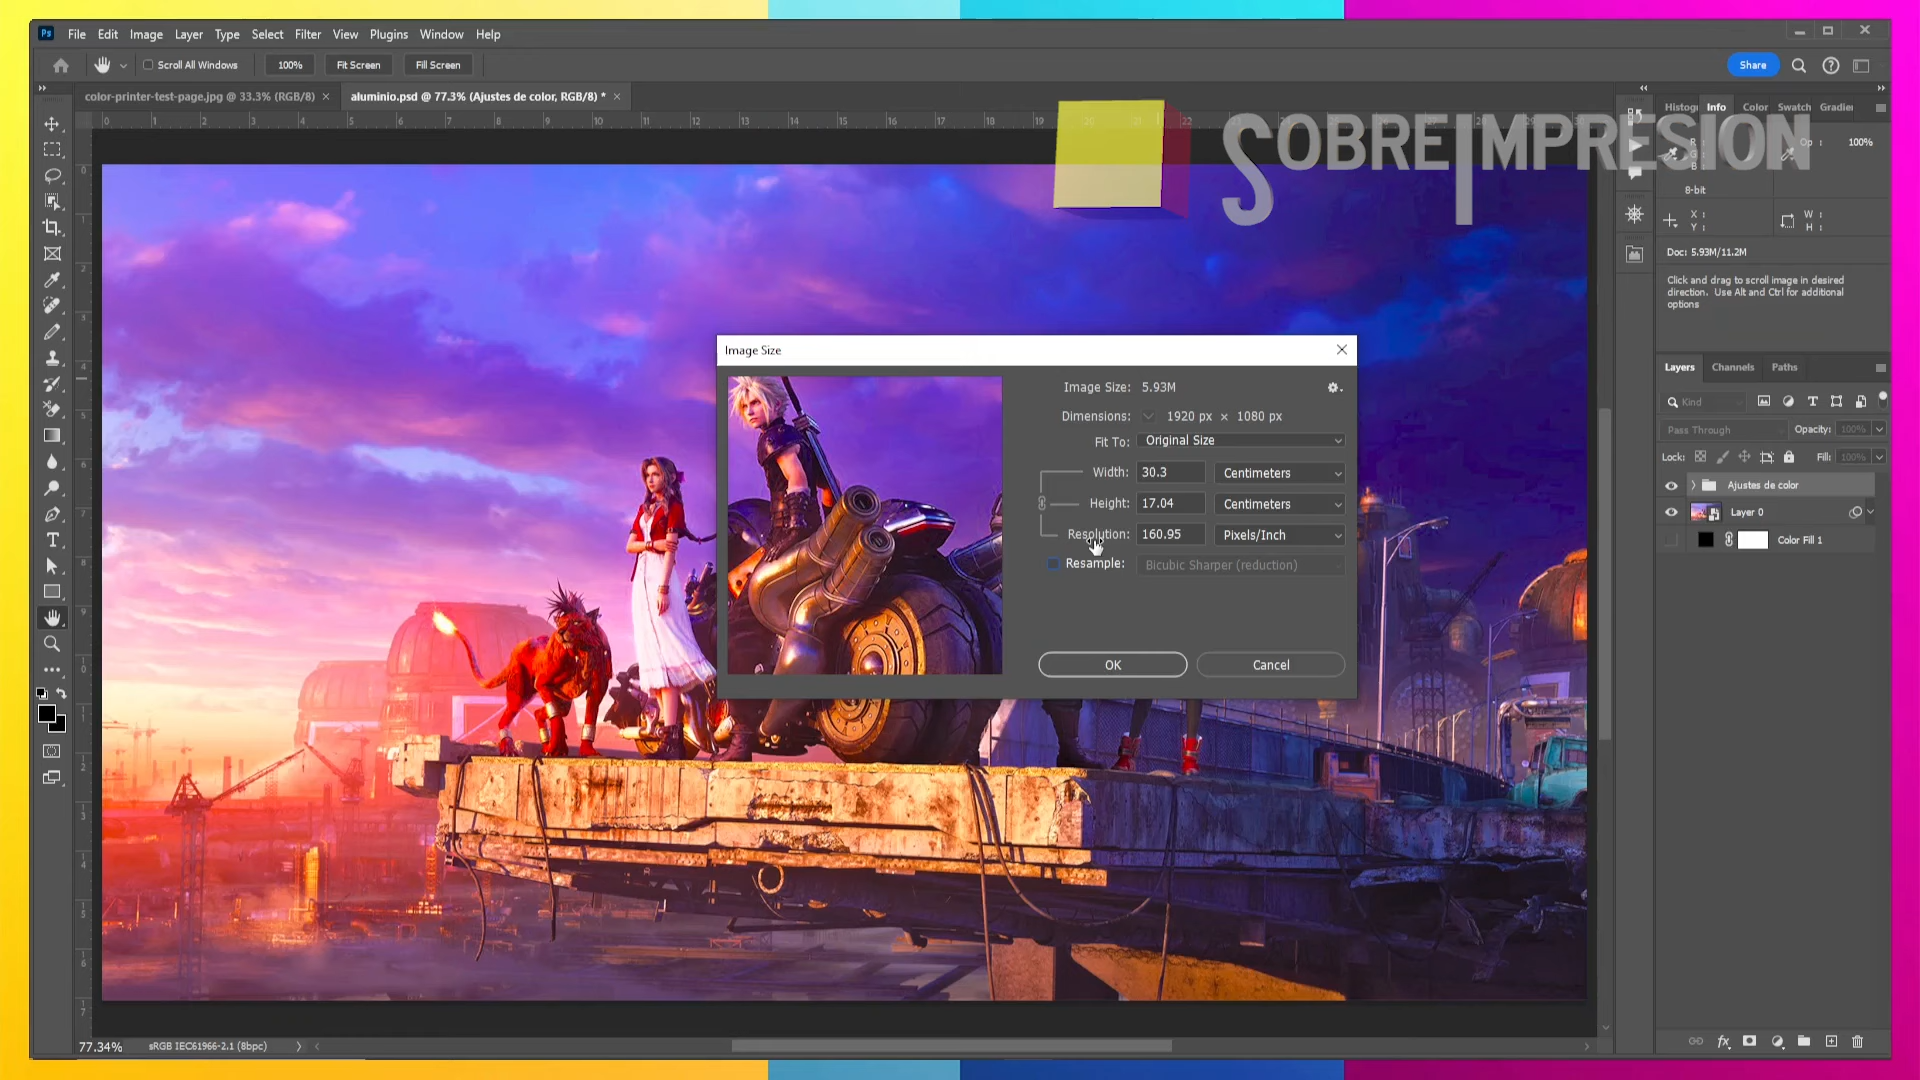 Ps File Edit Image Layer Type Select Filter View Plugins Window Help
Scroll All Windows 100% Fit Screen Fill Screen Share
color-printer-test-page.jpg @ 33.3% (RGB/8) × aluminio.psd @ 77.3% (Ajustes de color, RGB/8) * ×
Histogr Info Color Swatch Gradier
SOBREIMPRESION
R :
G :
B :
Op : 100%
8-bit
X : W :
Y : H :
Doc: 5.93M/11.2M
Click and drag to scroll image in desired
direction. Use Alt and Ctrl for additional
options
Image Size
Image Size: 5.93M
Dimensions: 1920 px × 1080 px
Fit To: Original Size
Width: 30.3 Centimeters
Height: 17.04 Centimeters
Resolution: 160.95 Pixels/Inch
Resample: Bicubic Sharper (reduction)
OK Cancel
Layers Channels Paths
Kind
Pass Through Opacity: 100%
Lock: Fill: 100%
Ajustes de color
Layer 0
Color Fill 1
77.34% sRGB IEC61966-2.1 (8bpc)